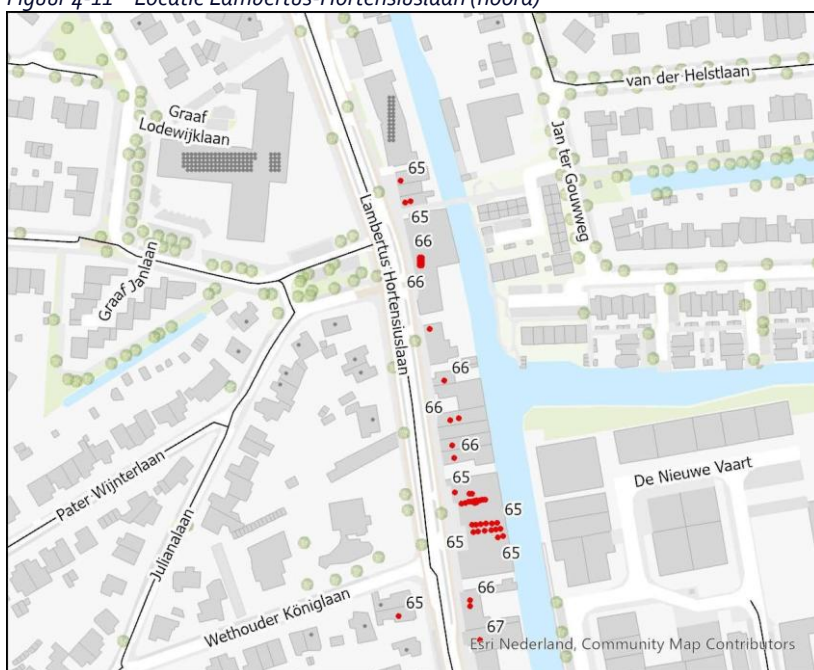 Figuur 4-11 Locatie Lambertus-Hortensiuslaan (noord)
van der Helstlaan
Graaf
Lodewijklaan
Jan ter Gouwweg
65
65
Lambertus Hortensiuslaan
66
66
Graaf Janlaan
66
66
66
De Nieuwe Vaart
65
65
Pater Wijnterlaan
65
65
Julianalaan
66
65
Wethouder Königlaan
67
Esri Nederland, Community Map Contributors